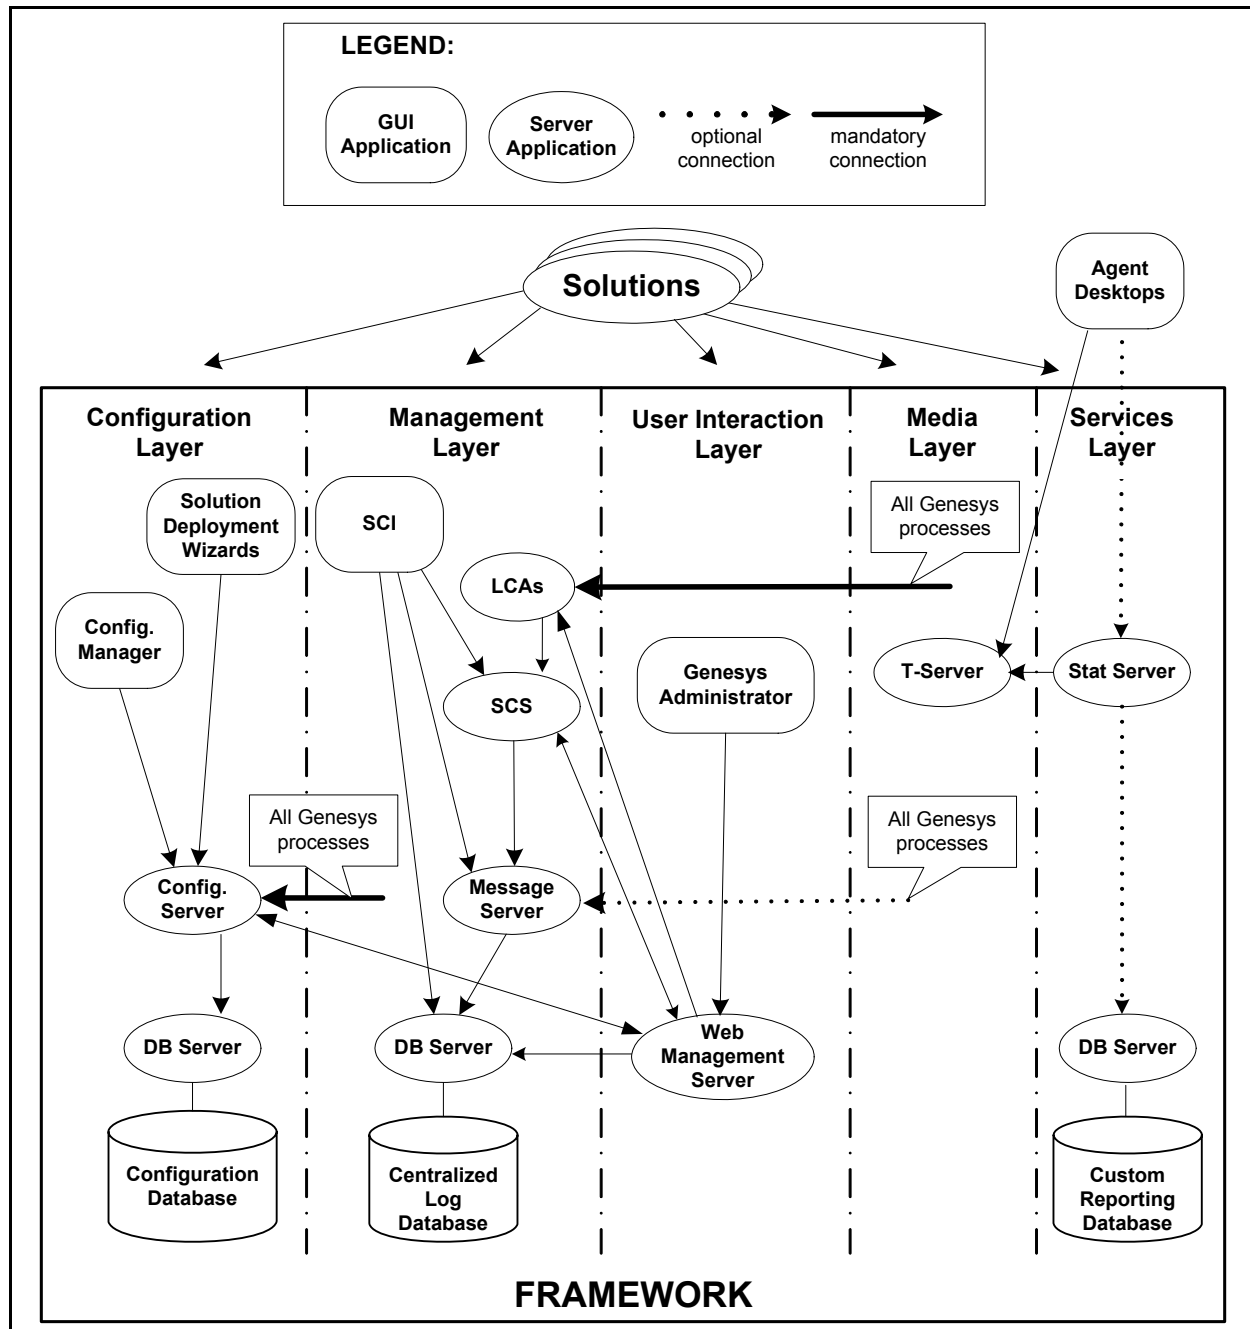 LEGEND:
GUI
Application
Server
Application
optional
connection
mandatory
connection
Solutions
Agent
Desktops
Configuration
Layer
Management
Layer
User Interaction
Layer
Media
Layer
Services
Layer
Solution
Deployment
Wizards
SCI
All Genesys
processes
LCAs
Config.
Manager
Genesys
Administrator
T-Server
Stat Server
SCS
All Genesys
processes
All Genesys
processes
Config.
Server
Message
Server
DB Server
DB Server
Web
Management
Server
DB Server
Configuration
Database
Centralized
Log
Database
Custom
Reporting
Database
FRAMEWORK